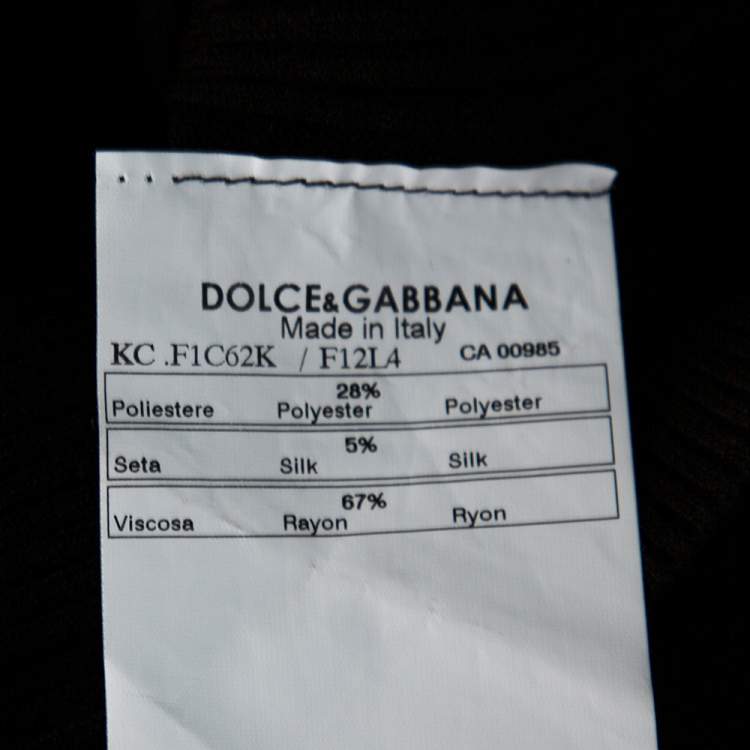 DOLCE&GABBANA
Made in Italy
KC .F1C62K / F12L4 CA 00985
28%
Poliestere Polyester Polyester
5%
Seta Silk Silk
67%
Viscosa Rayon Ryon